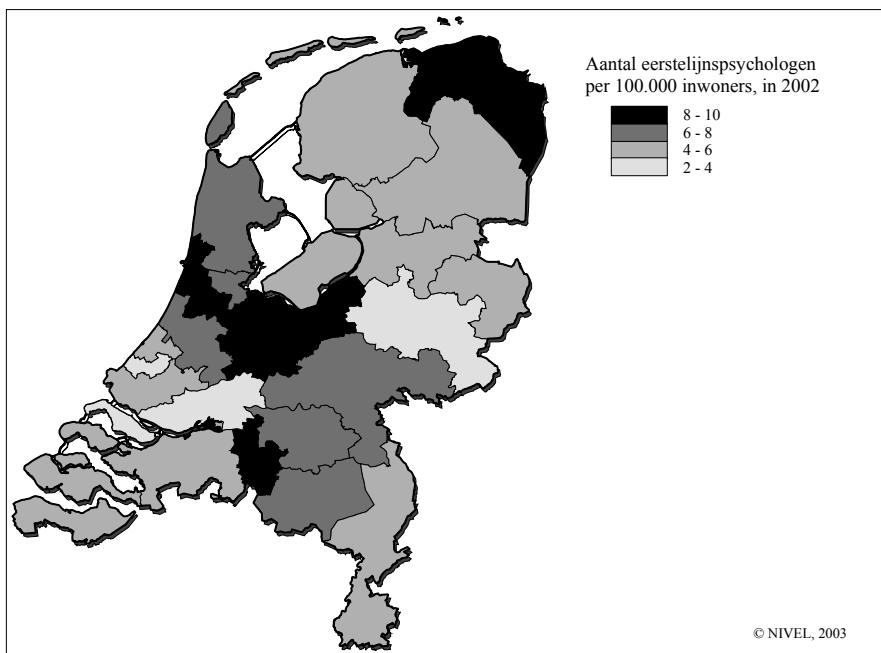 Aantal eerstelijnspsychologen
per 100.000 inwoners, in 2002
8 - 10
6 - 8
4 - 6
2 - 4
© NIVEL, 2003